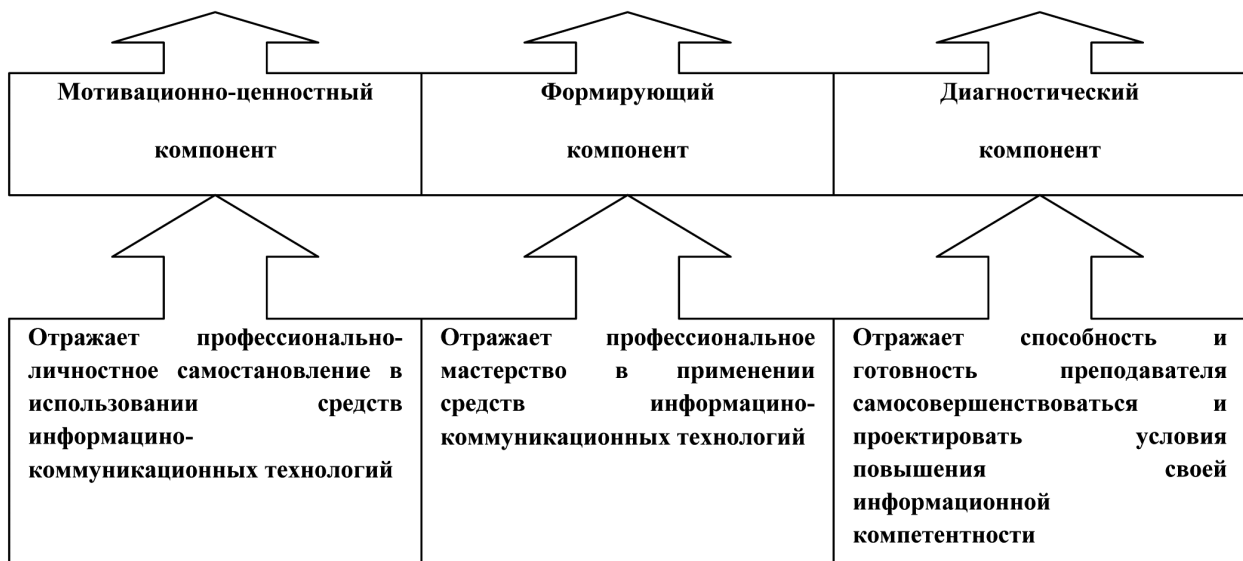 Мотивационно-ценностный
компонент
Формирующий
компонент
Диагностический
компонент
Отражает профессионально-
личностное самостановление в
использовании средств
информацино-
коммуникационных технологий
Отражает профессиональное
мастерство в применении
средств информацино-
коммуникационных технологий
Отражает способность и
готовность преподавателя
самосовершенствоваться и
проектировать условия
повышения своей
информационной
компетентности